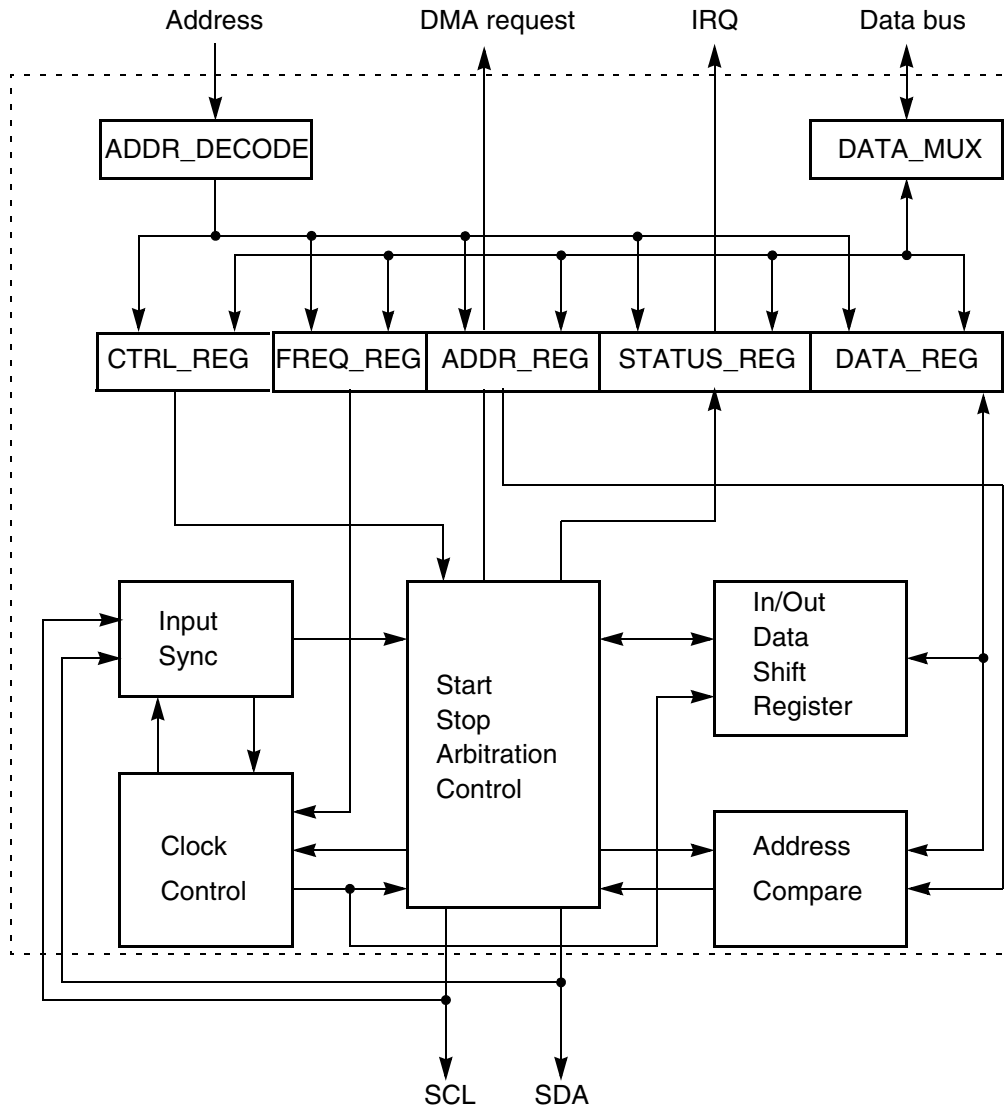 Address
DMA request
IRQ
Data bus
ADDR_DECODE
DATA_MUX
CTRL_REG
FREQ_REG
ADDR_REG
STATUS_REG
DATA_REG
Input
Sync
Start
Stop
Arbitration
Control
In/Out
Data
Shift
Register
Clock
Control
Address
Compare
SCL
SDA